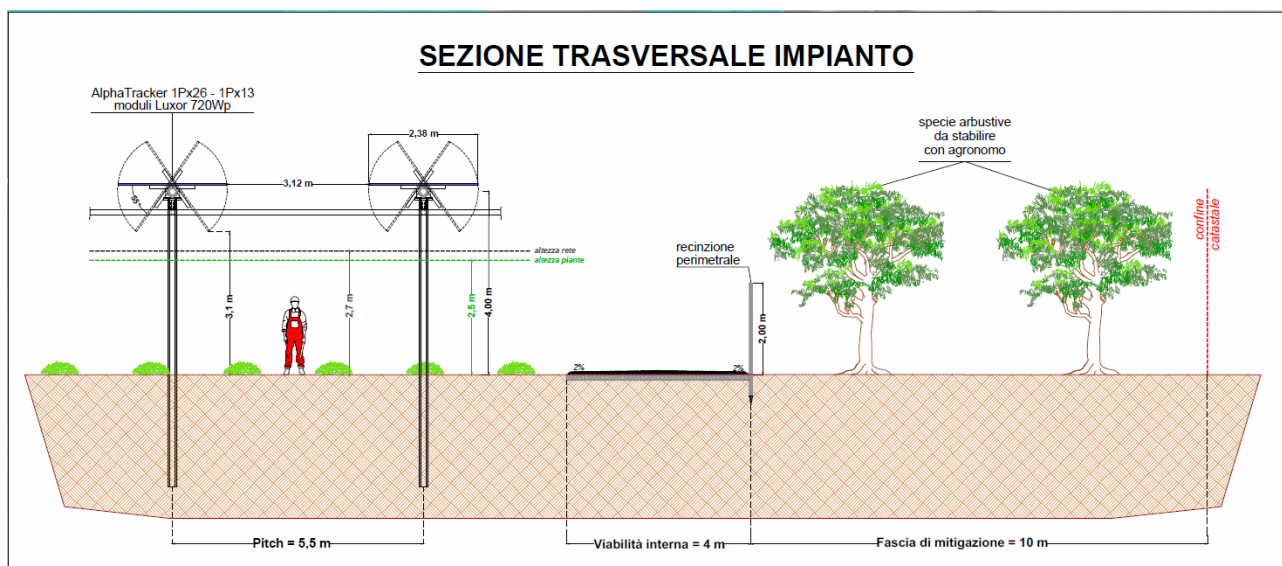 SEZIONE TRASVERSALE IMPIANTO
AlphaTracker 1Px26 - 1Px13
moduli Luxor 720Wp
2,38 m
3,12 m
55°
specie arbustive
da stabilire
con agronomo
confine
catastale
recinzione
perimetrale
altezza rete
altezza piante
3,1 m
2,7 m
2,5 m
4,00 m
2,00 m
2%
2%
Pitch = 5,5 m
Viabilità interna = 4 m
Fascia di mitigazione = 10 m